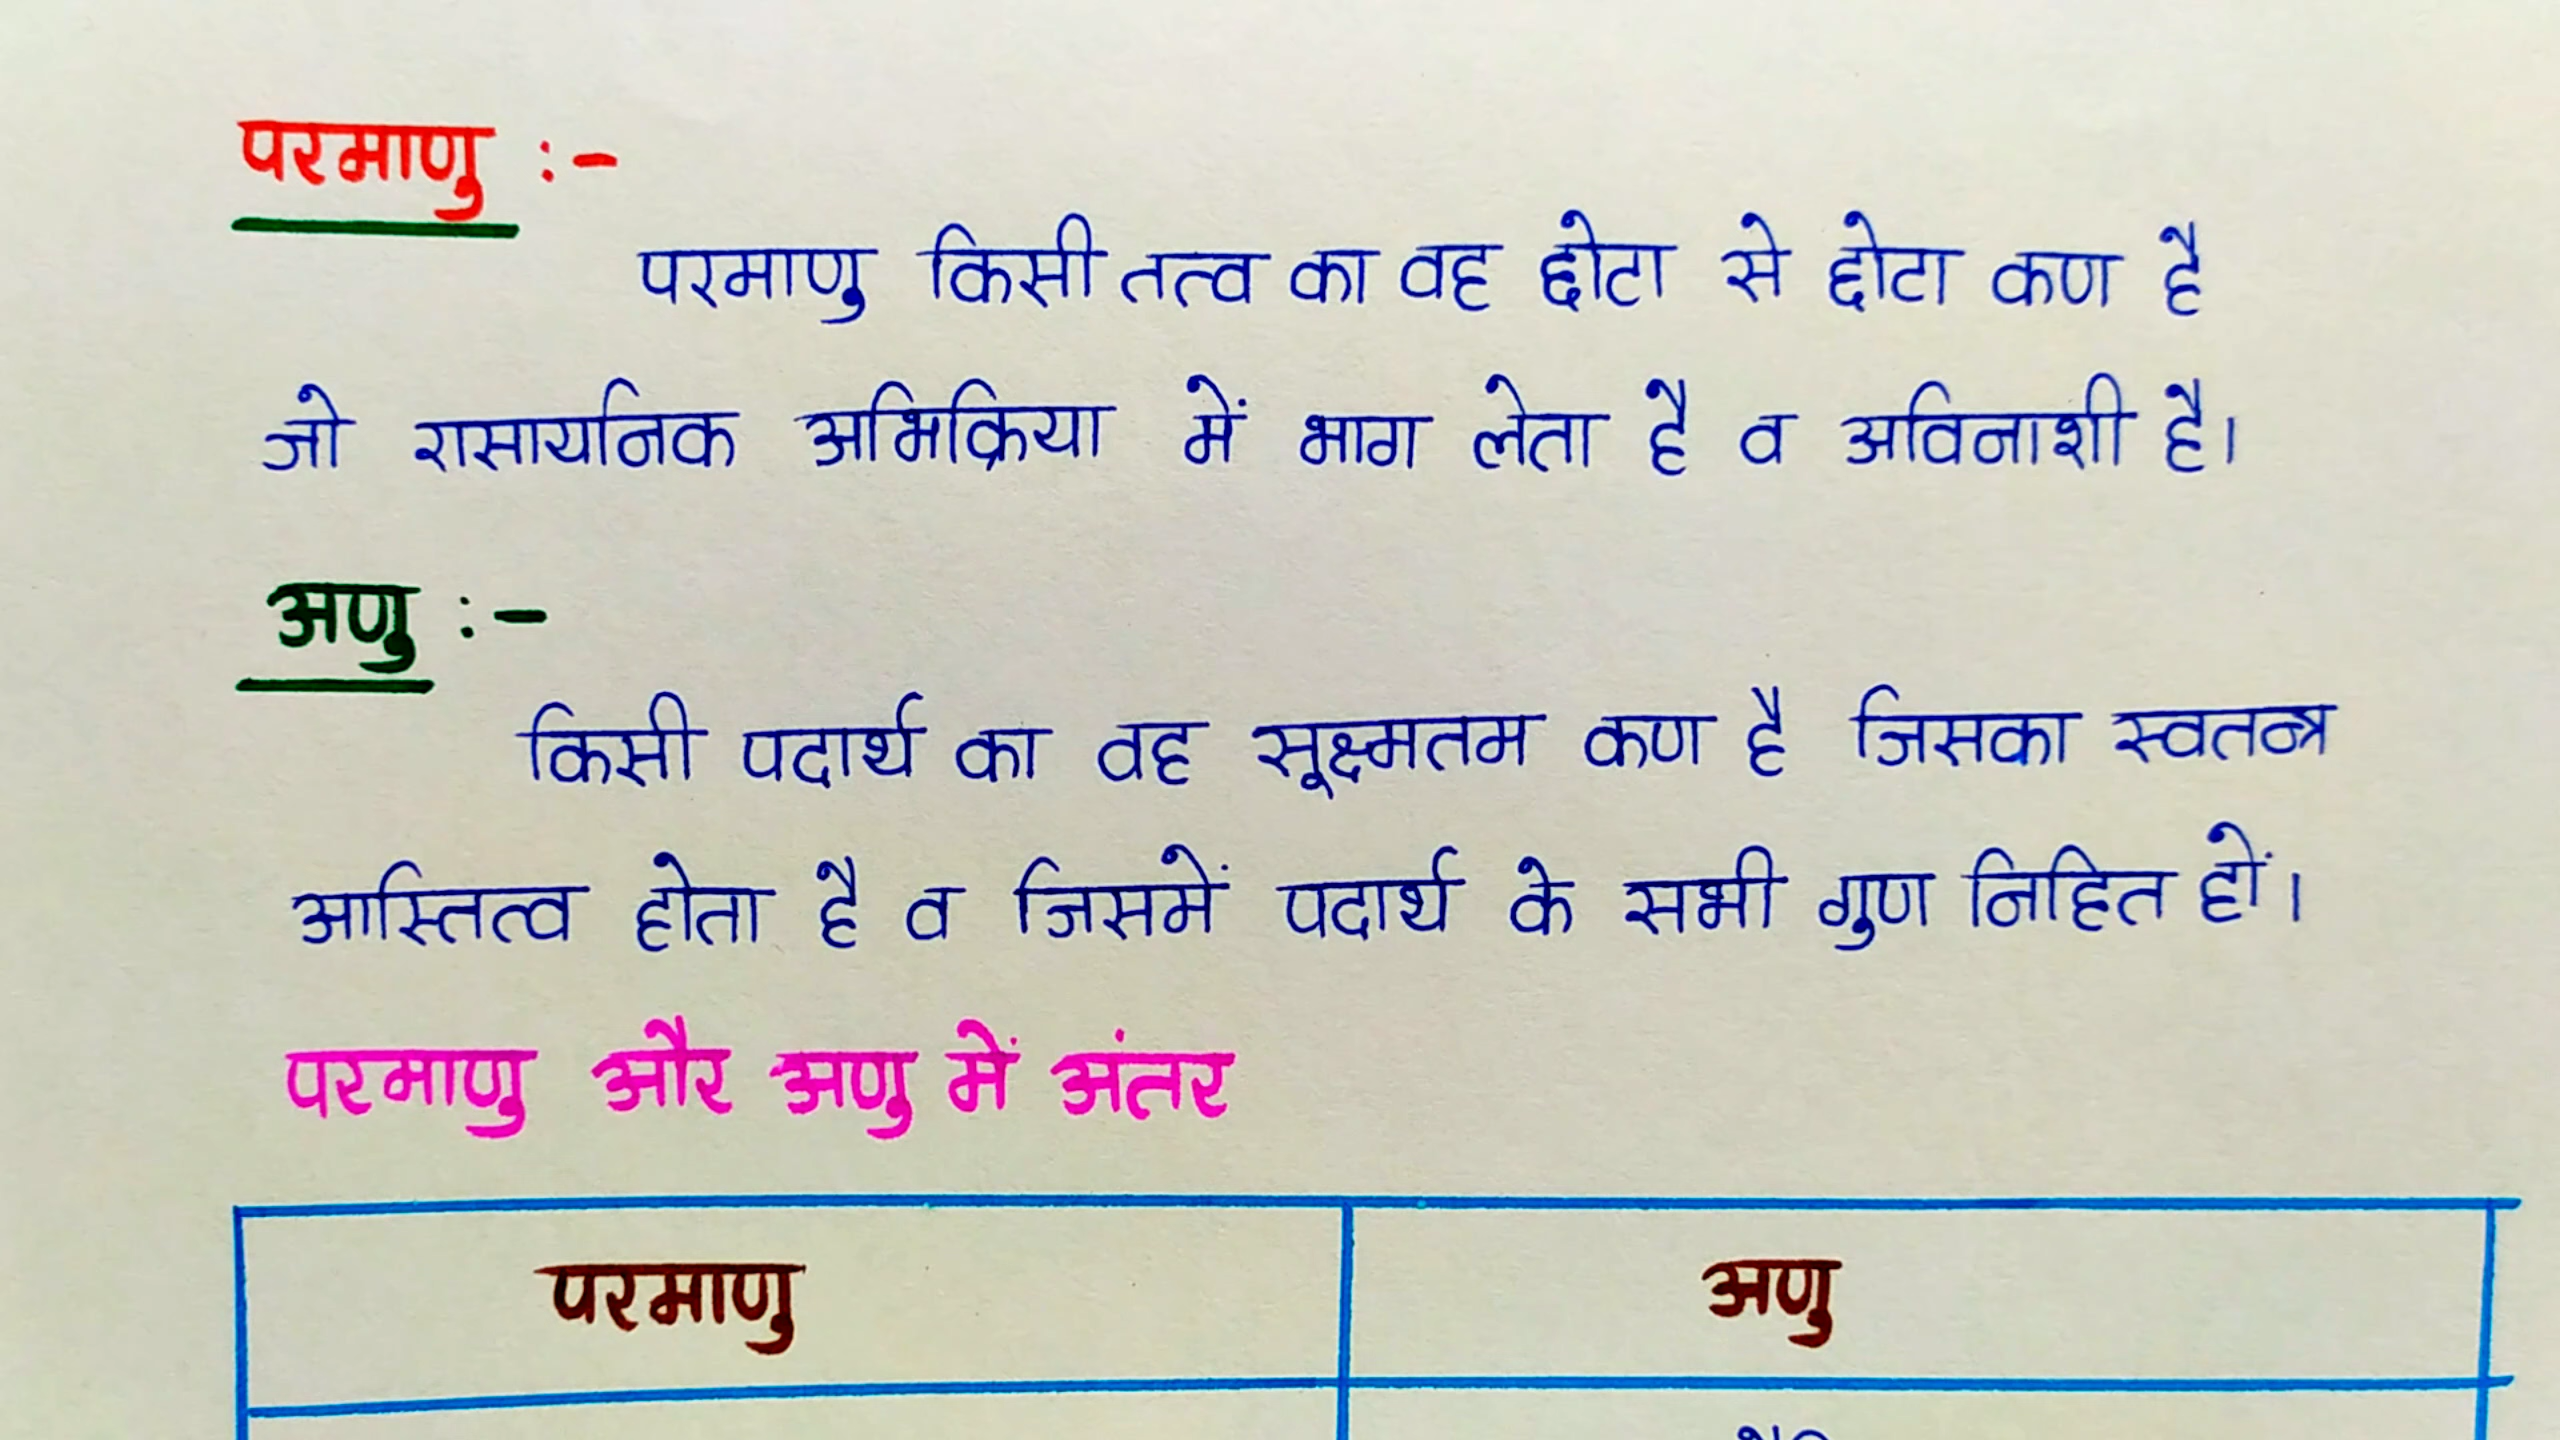 परमाणु :-
परमाणु किसी तत्व का वह छोटा से छोटा कण है
जो रासायनिक अभिक्रिया में भाग लेता है व अविनाशी है।
अणु :-
किसी पदार्थ का वह सूक्ष्मतम कण है जिसका स्वतन्त्र
आस्तित्व होता है व जिसमें पदार्थ के सभी गुण निहित हों।
परमाणु और अणु में अंतर
परमाणु अणु